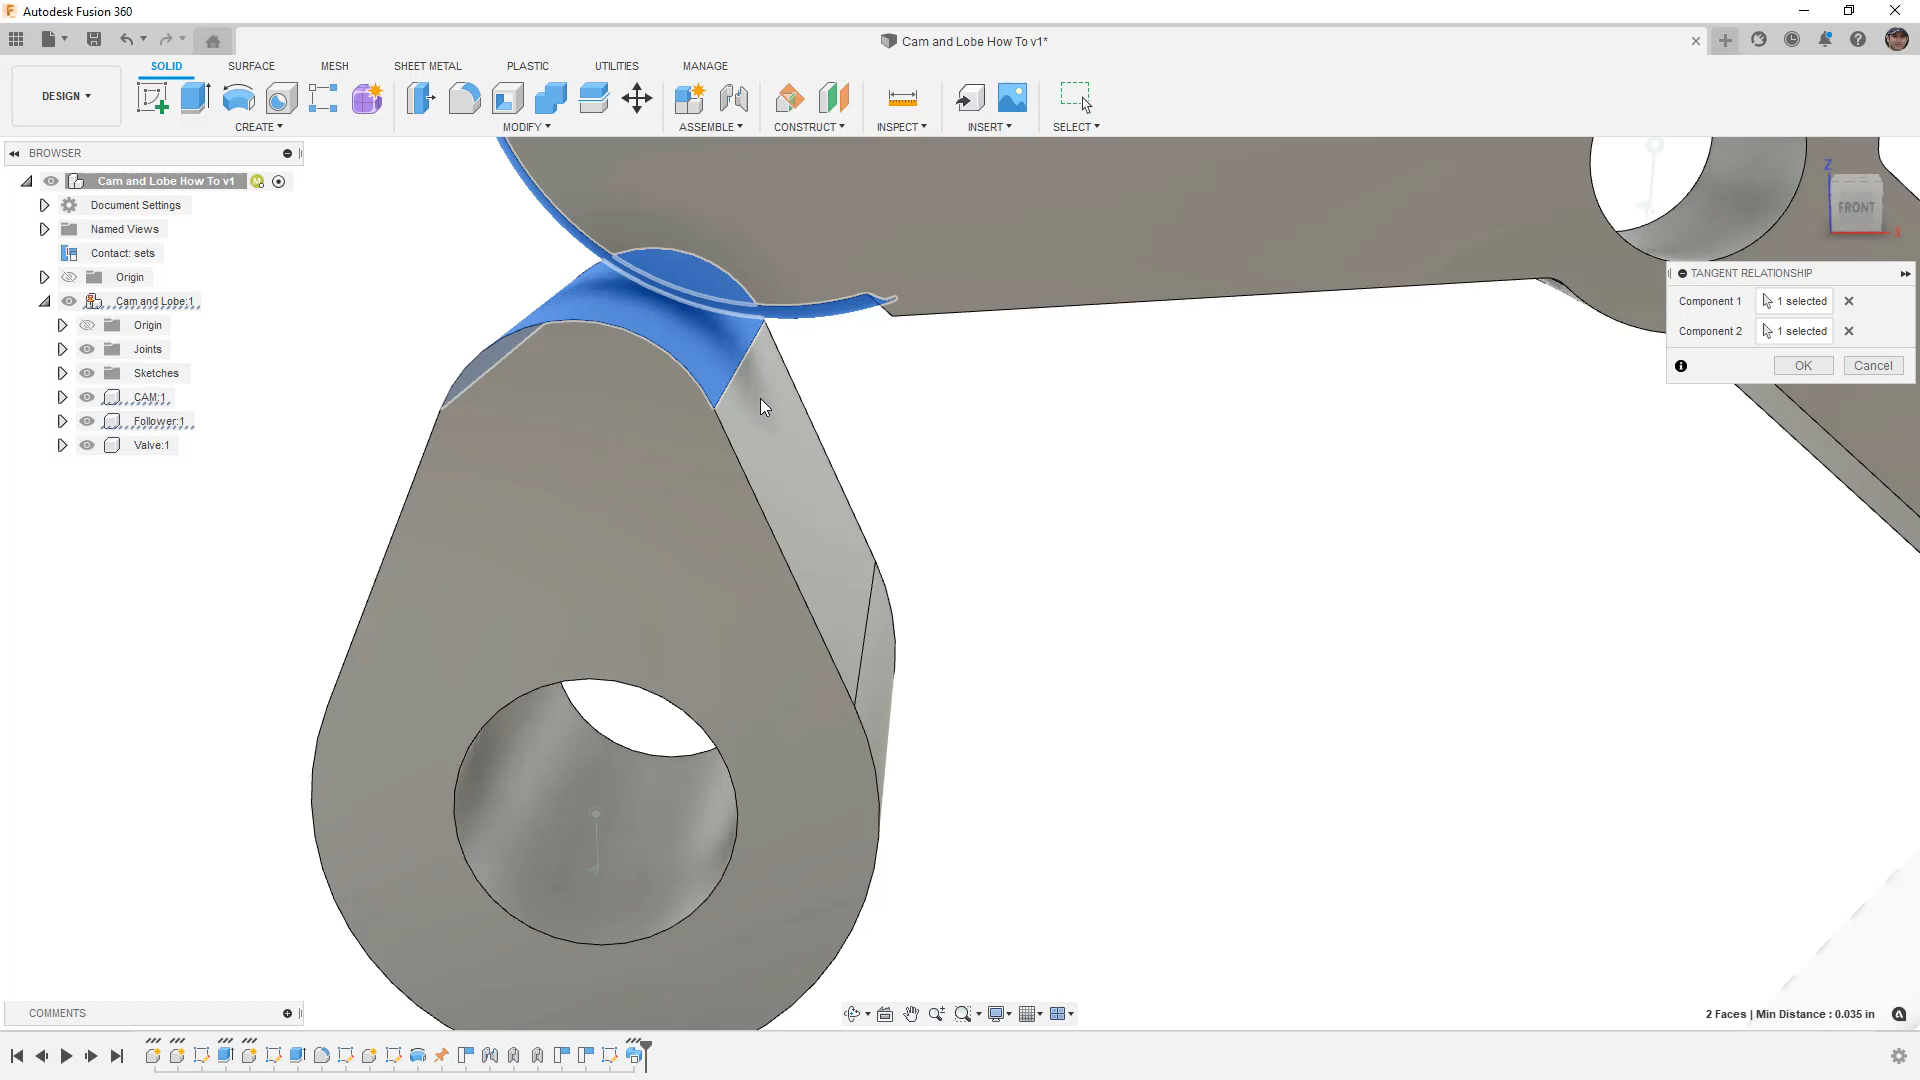 Autodesk Fusion 360
Cam and Lobe How To v1*
DESIGN
SOLID SURFACE MESH SHEET METAL PLASTIC UTILITIES MANAGE
CREATE MODIFY ASSEMBLE CONSTRUCT INSPECT INSERT SELECT
BROWSER
Cam and Lobe How To v1
M
Document Settings
Named Views
Contact: sets
Origin
Cam and Lobe:1
Origin
Joints
Sketches
CAM:1
Follower:1
Valve:1
Z
FRONT
X
TANGENT RELATIONSHIP
Component 1 1 selected
Component 2 1 selected
OK Cancel
COMMENTS
2 Faces | Min Distance : 0.035 in